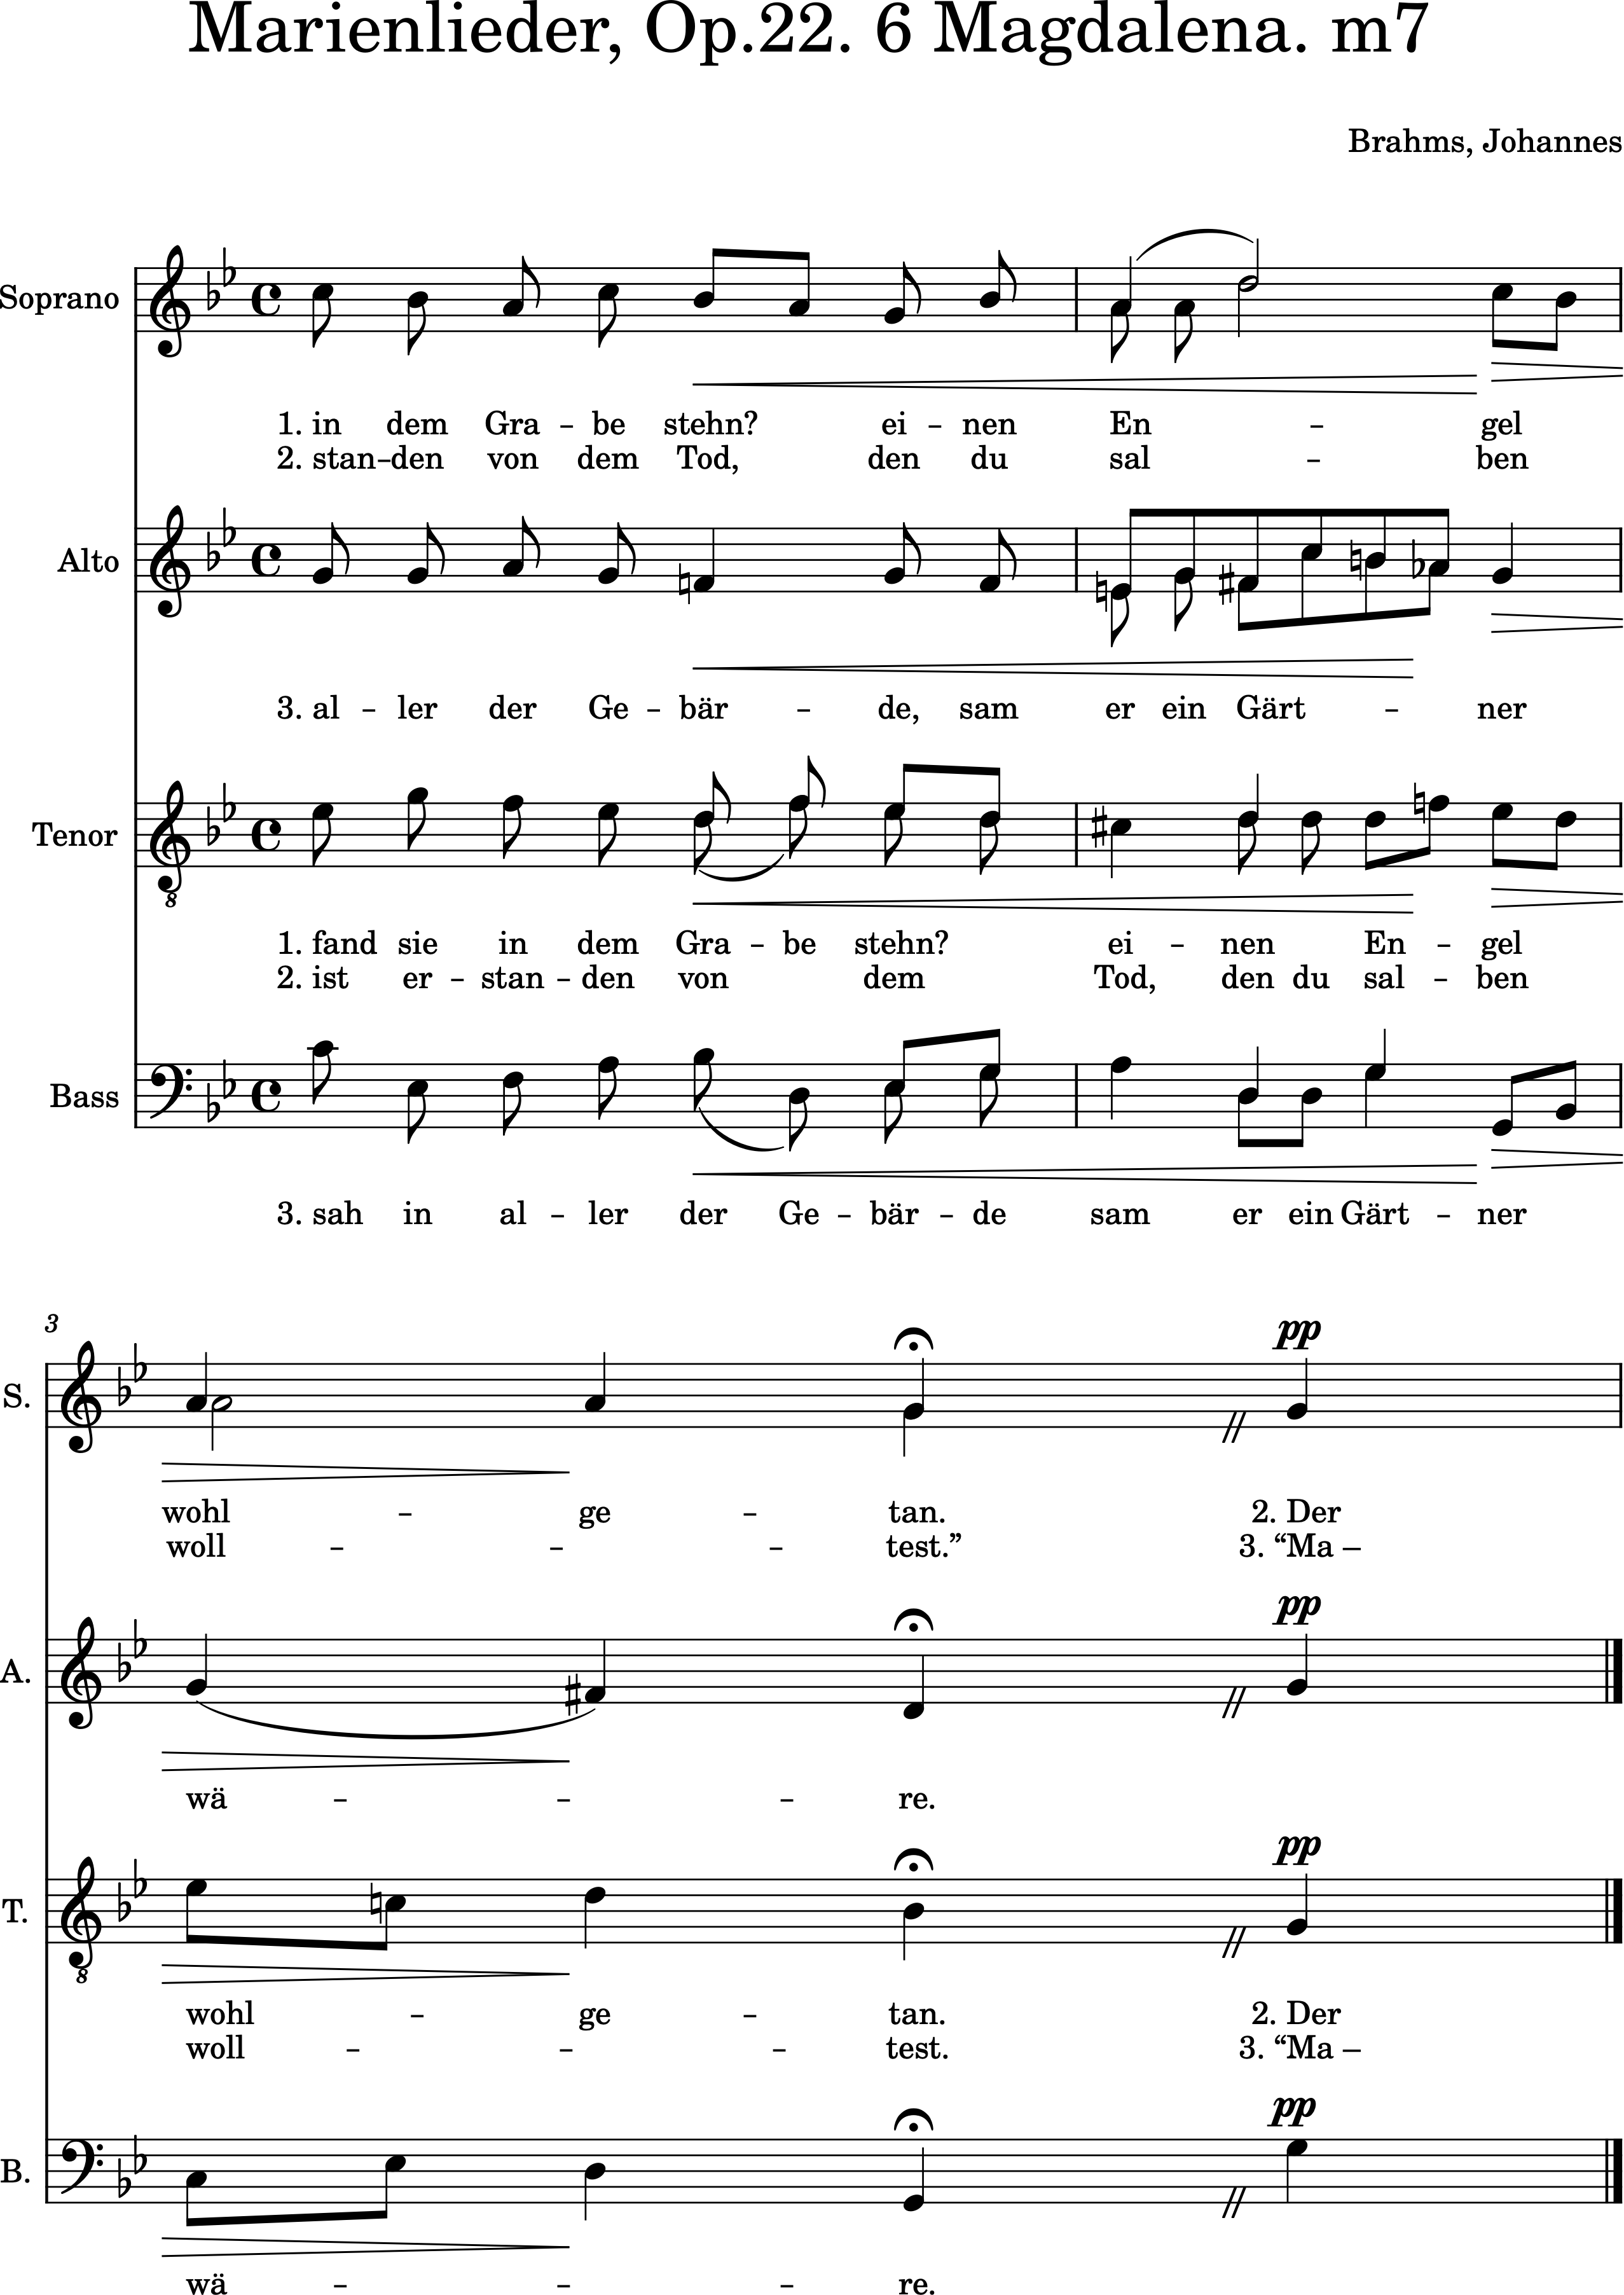 Marienlieder, Op.22. 6 Magdalena. m7
Brahms, Johannes
Soprano
1. in dem Gra – be stehn? ei – nen En – gel
2. stan–den von dem Tod, den du sal – ben
Alto
3. al – ler der Ge – bär – de, sam er ein Gärt – ner
Tenor
8
1. fand sie in dem Gra – be stehn? ei – nen En – gel
2. ist er – stan – den von dem Tod, den du sal – ben
Bass
3. sah in al – ler der Ge – bär – de sam er ein Gärt – ner
3
pp
S.
wohl – ge – tan. 2. Der
woll – – – test.” 3. “Ma –
pp
A.
wä – – – re.
pp
T.
8
wohl – ge – tan. 2. Der
woll – – – test. 3. “Ma –
pp
B.
wä – – – re.